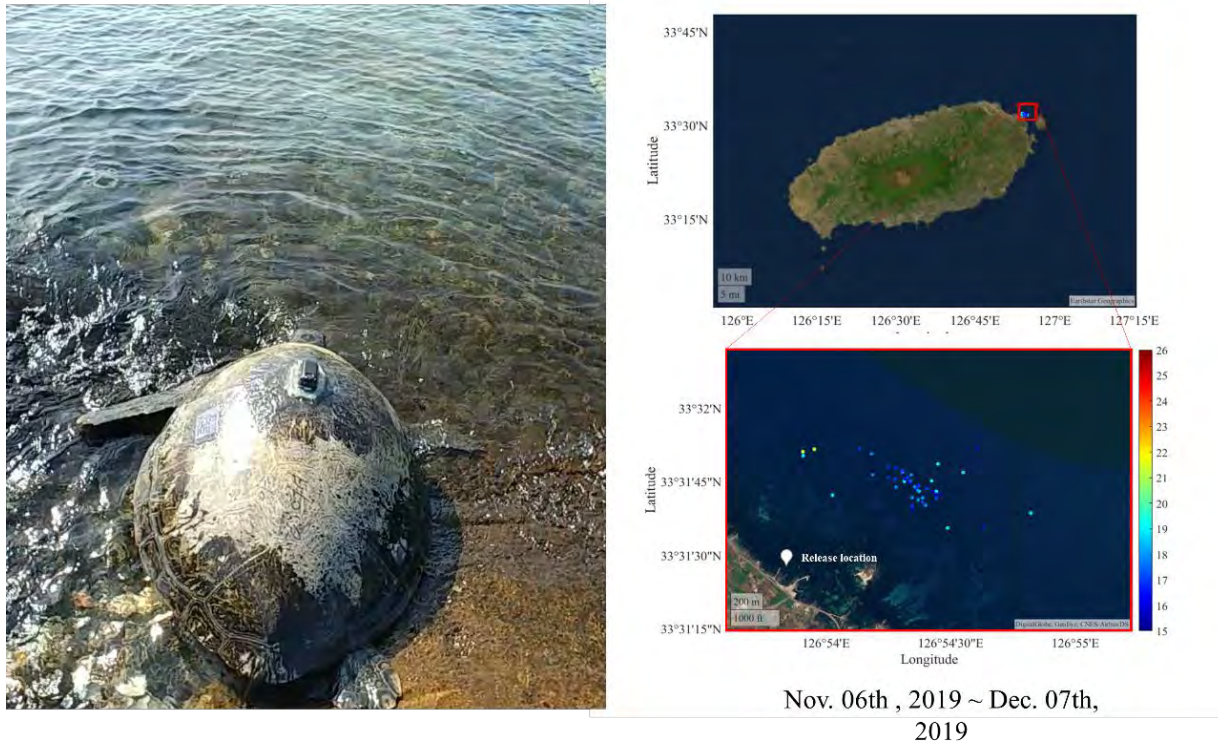 33°45'N
33°30'N
33°15'N
Latitude
10 km
5 mi
Earthstar Geographics
126°E 126°15'E 126°30'E 126°45'E 127°E 127°15'E
26
25
24
23
22
21
20
19
18
17
16
15
33°32'N
33°31'45"N
33°31'30"N
33°31'15"N
Latitude
Release location
200 m
1000 ft
DigitalGlobe, GeoEye, CNES/Airbus DS
126°54'E 126°54'30"E 126°55'E
Longitude
Nov. 06th , 2019 ~ Dec. 07th,
2019